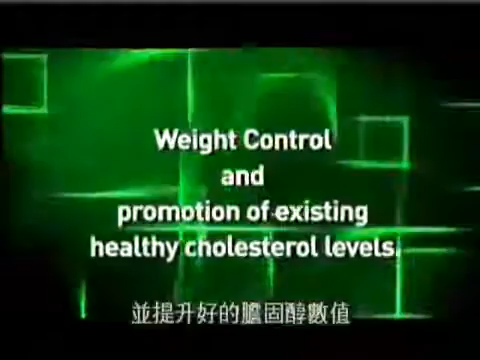 Weight Control
and
promotion of existing
healthy cholesterol levels.
並提升好的膽固醇數值